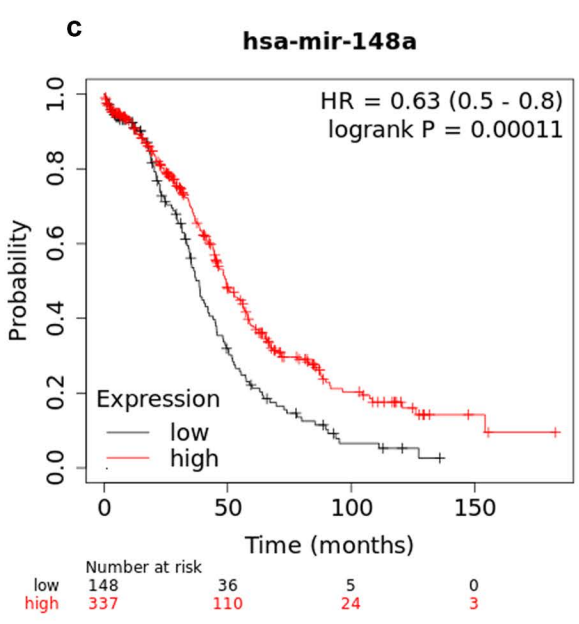 c
hsa-mir-148a
HR = 0.63 (0.5 - 0.8)
logrank P = 0.00011
Probability
1.0
0.8
0.6
0.4
0.2
0.0
Expression
low
high
0 50 100 150
Time (months)
Number at risk
low 148 36 5 0
high 337 110 24 3